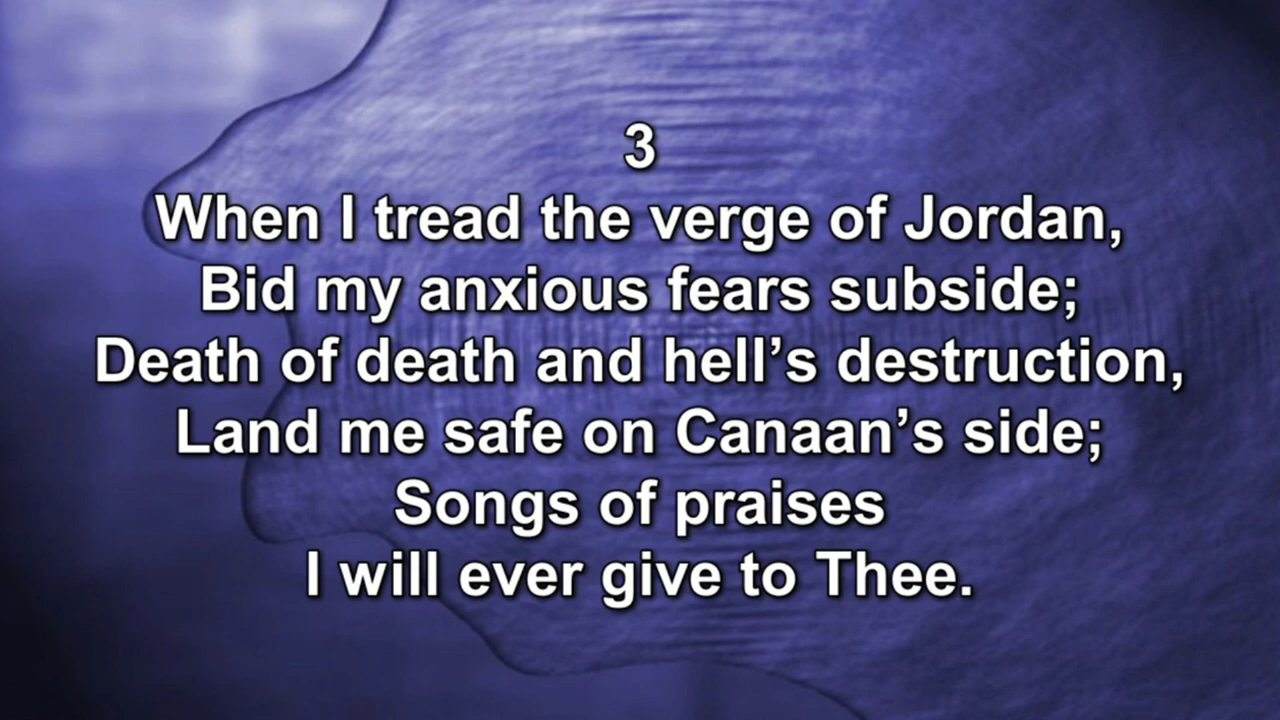 3
When I tread the verge of Jordan,
Bid my anxious fears subside;
Death of death and hell’s destruction,
Land me safe on Canaan’s side;
Songs of praises
I will ever give to Thee.